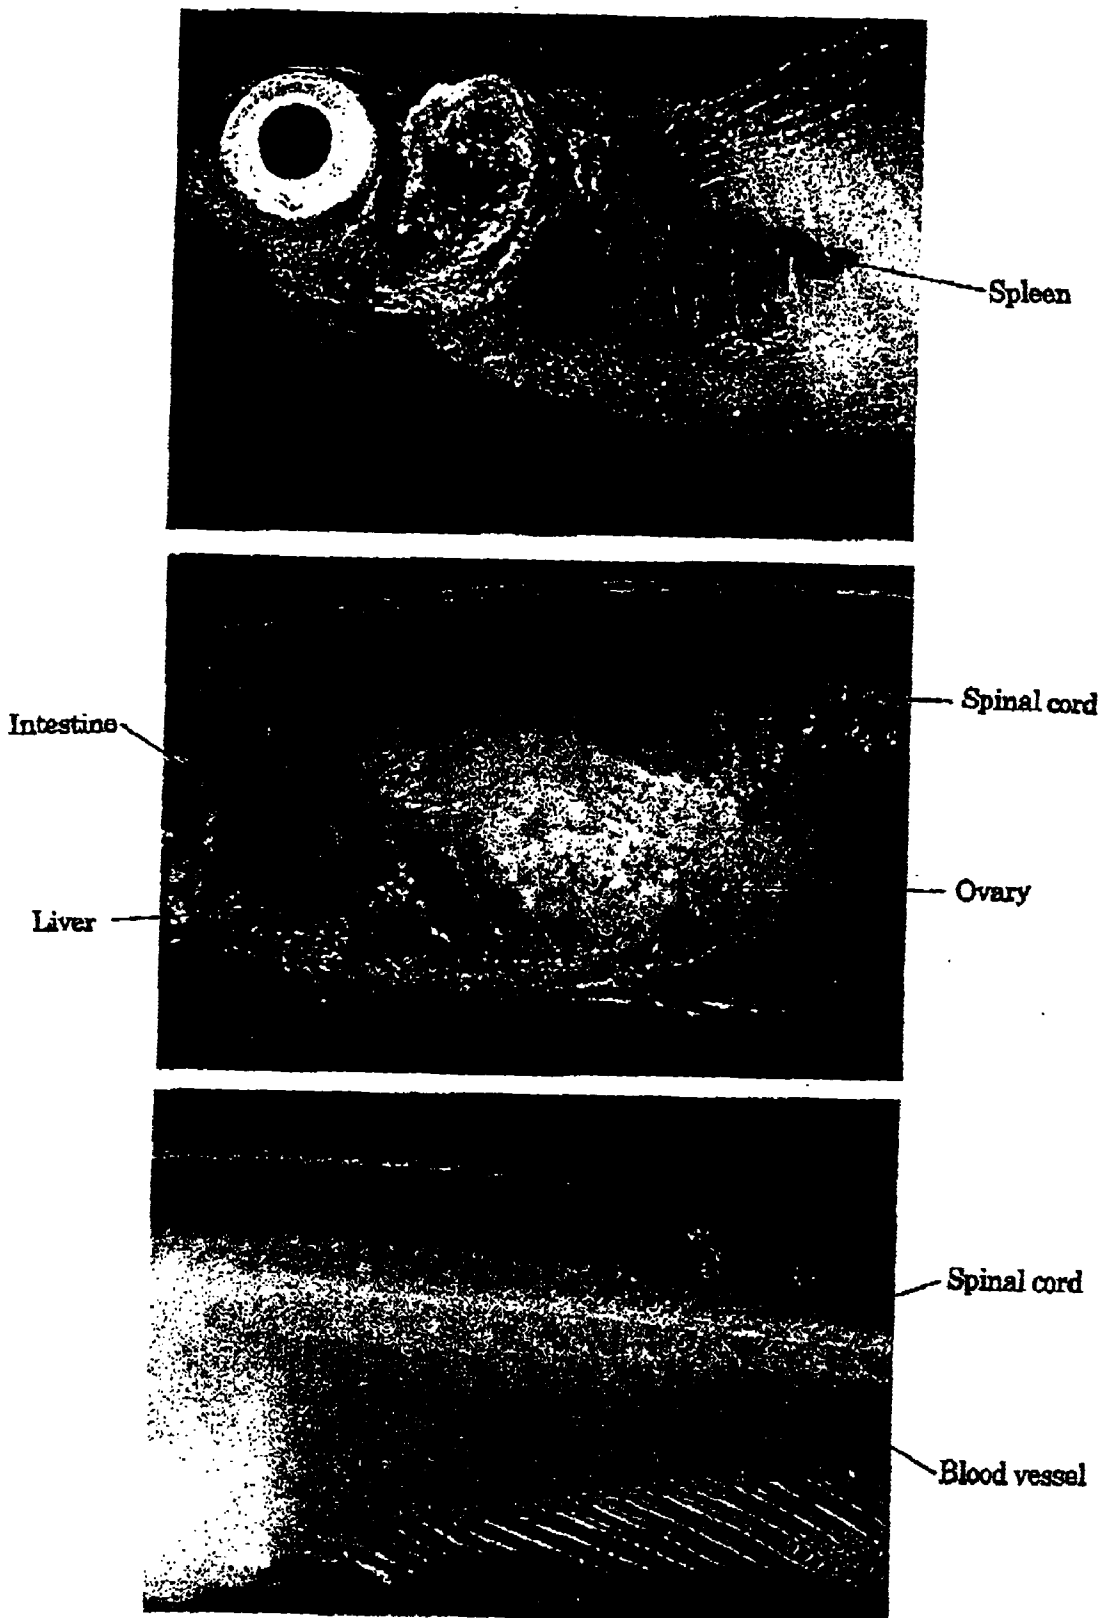 Spleen
Intestine
Spinal cord
Liver
Ovary
Spinal cord
Blood vessel